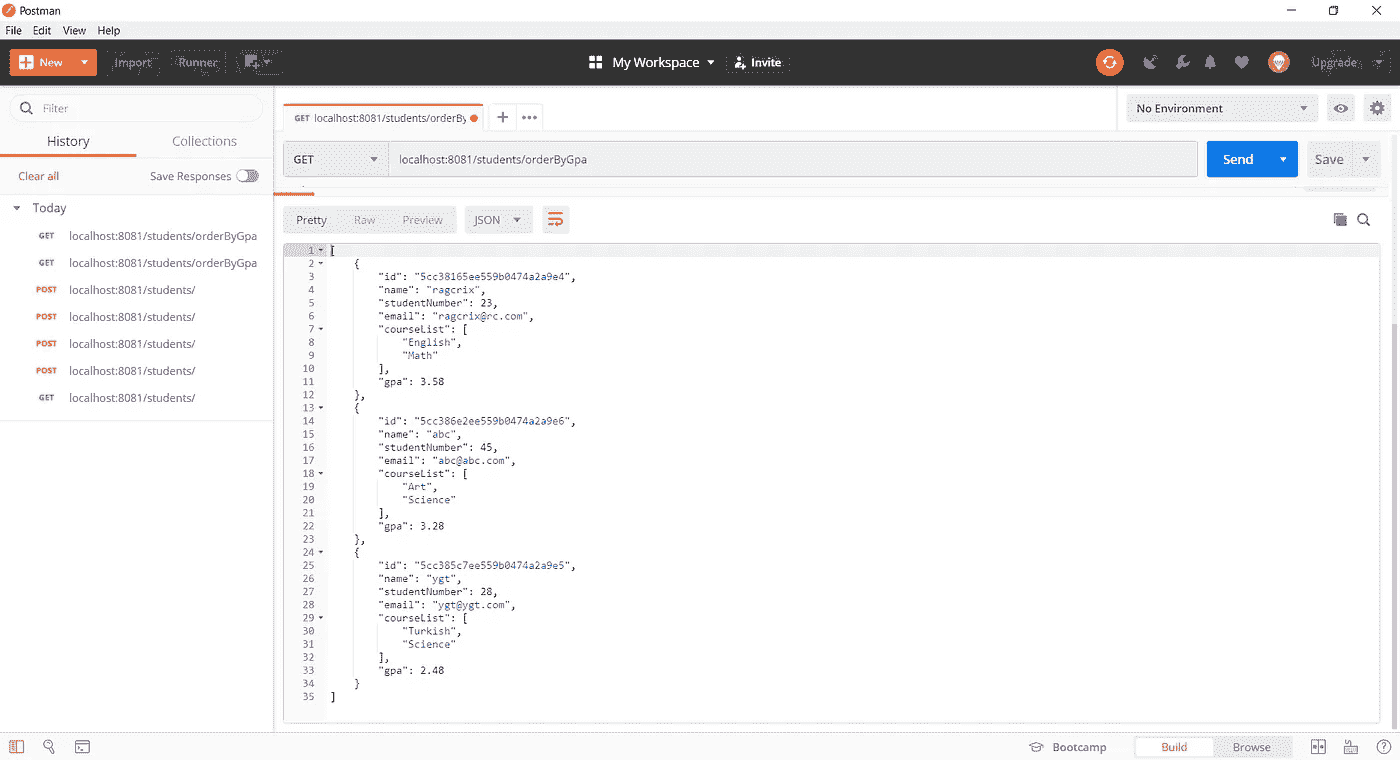 Postman
File Edit View Help
New Import Runner My Workspace Invite Upgrade
Filter
History Collections
Clear all Save Responses
Today
GET localhost:8081/students/orderByGpa
GET localhost:8081/students/orderByGpa
POST localhost:8081/students/
POST localhost:8081/students/
POST localhost:8081/students/
POST localhost:8081/students/
GET localhost:8081/students/
GET localhost:8081/students/orderBy
No Environment
GET localhost:8081/students/orderByGpa Send Save
Pretty Raw Preview JSON
1 [
2 {
3 "id": "5cc38165ee559b0474a2a9e4",
4 "name": "ragcrix",
5 "studentNumber": 23,
6 "email": "ragcrix@rc.com",
7 "courseList": [
8 "English",
9 "Math"
10 ],
11 "gpa": 3.58
12 },
13 {
14 "id": "5cc386e2ee559b0474a2a9e6",
15 "name": "abc",
16 "studentNumber": 45,
17 "email": "abc@abc.com",
18 "courseList": [
19 "Art",
20 "Science"
21 ],
22 "gpa": 3.28
23 },
24 {
25 "id": "5cc385c7ee559b0474a2a9e5",
26 "name": "ygt",
27 "studentNumber": 28,
28 "email": "ygt@ygt.com",
29 "courseList": [
30 "Turkish",
31 "Science"
32 ],
33 "gpa": 2.48
34 }
35 ]
Bootcamp Build Browse